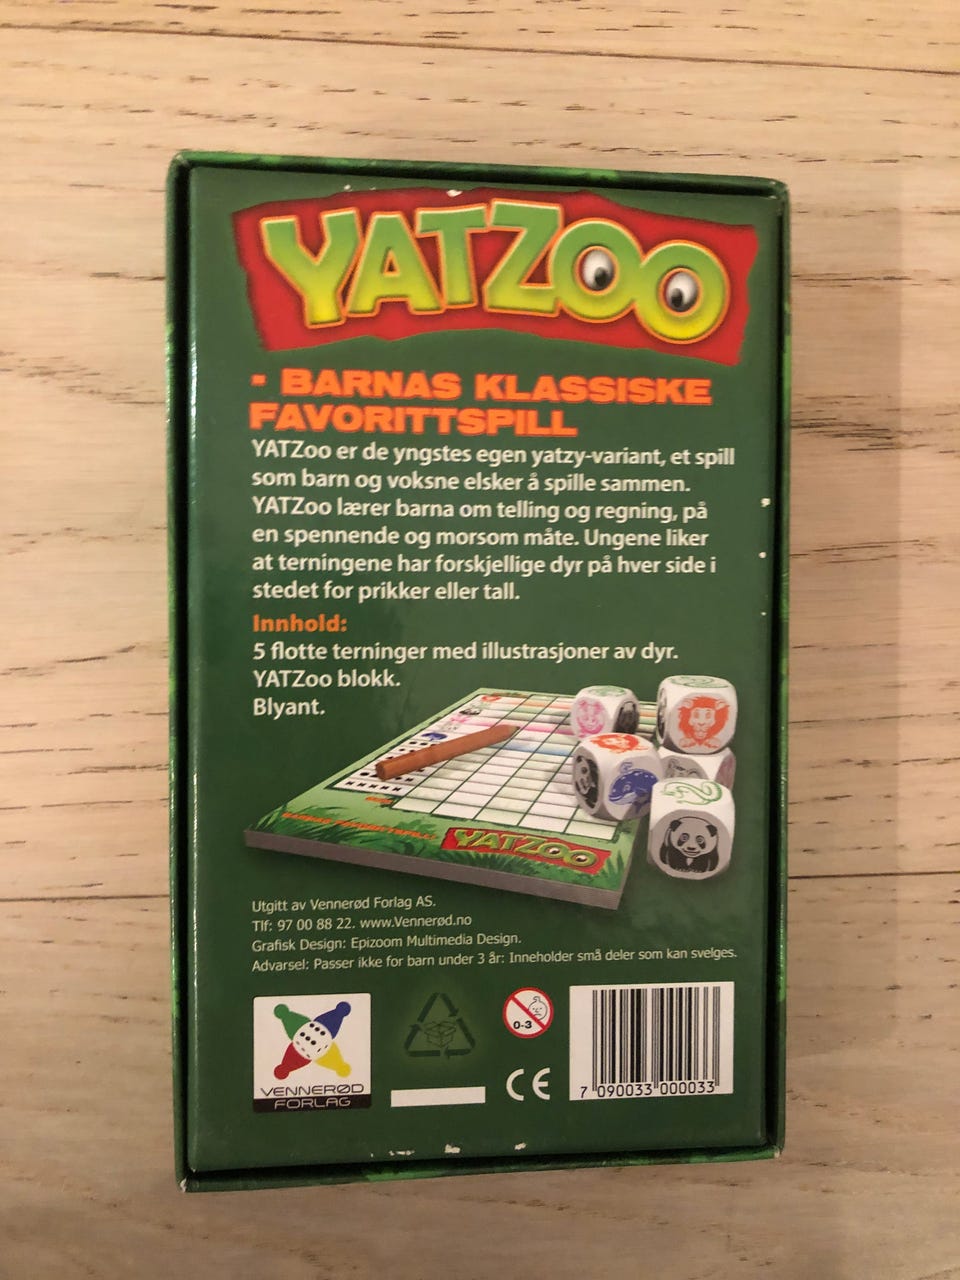 YATZOO
- BARNAS KLASSISKE
FAVORITTSPILL
YATZoo er de yngstes egen yatzy-variant, et spill
som barn og voksne elsker å spille sammen.
YATZoo lærer barna om telling og regning, på
en spennende og morsom måte. Ungene liker
at terningene har forskjellige dyr på hver side i
stedet for prikker eller tall.
Innhold:
5 flotte terninger med illustrasjoner av dyr.
YATZoo blokk.
Blyant.
BARNAS FAVORITTSPILL
YATZOO
Utgitt av Vennerød Forlag AS.
Tlf: 97 00 88 22. www.Vennerød.no
Grafisk Design: Epizoom Multimedia Design.
Advarsel: Passer ikke for barn under 3 år: Inneholder små deler som kan svelges.
0-3
VENNERØD
FORLAG
CE
7 090033 000033